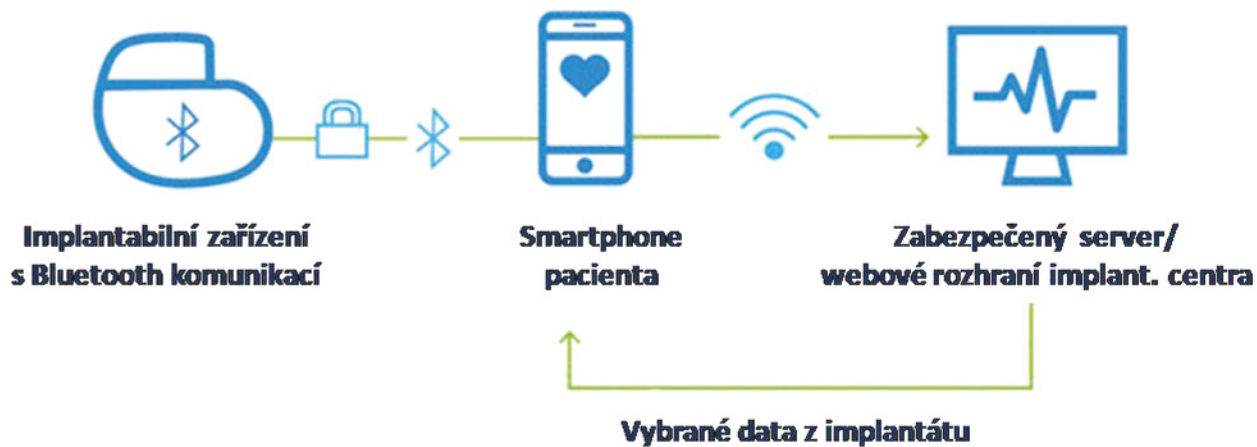 Implantabilní zařízení
s Bluetooth komunikací
Smartphone
pacienta
Zabezpečený server/
webové rozhraní implant. centra
Vybrané data z implantátu